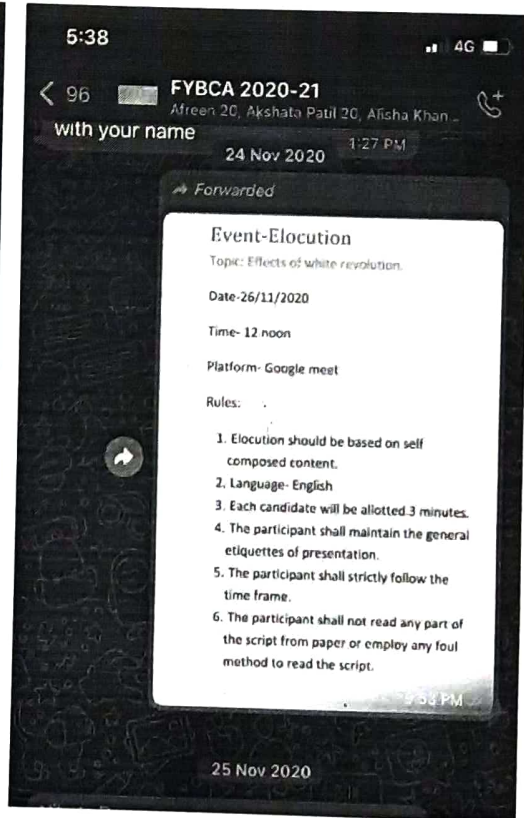 5:38
4G
96
FYBCA 2020-21
Afreen 20, Akshata Patil 20, Alisha Khan...
with your name
1:27 PM
24 Nov 2020
Forwarded
Event-Elocution
Topic: Effects of white revolution.
Date-26/11/2020
Time- 12 noon
Platform- Google meet
Rules:
1. Elocution should be based on self
composed content.
2. Language- English
3. Each candidate will be allotted 3 minutes.
4. The participant shall maintain the general
etiquettes of presentation.
5. The participant shall strictly follow the
time frame.
6. The participant shall not read any part of
the script from paper or employ any foul
method to read the script.
PM
25 Nov 2020